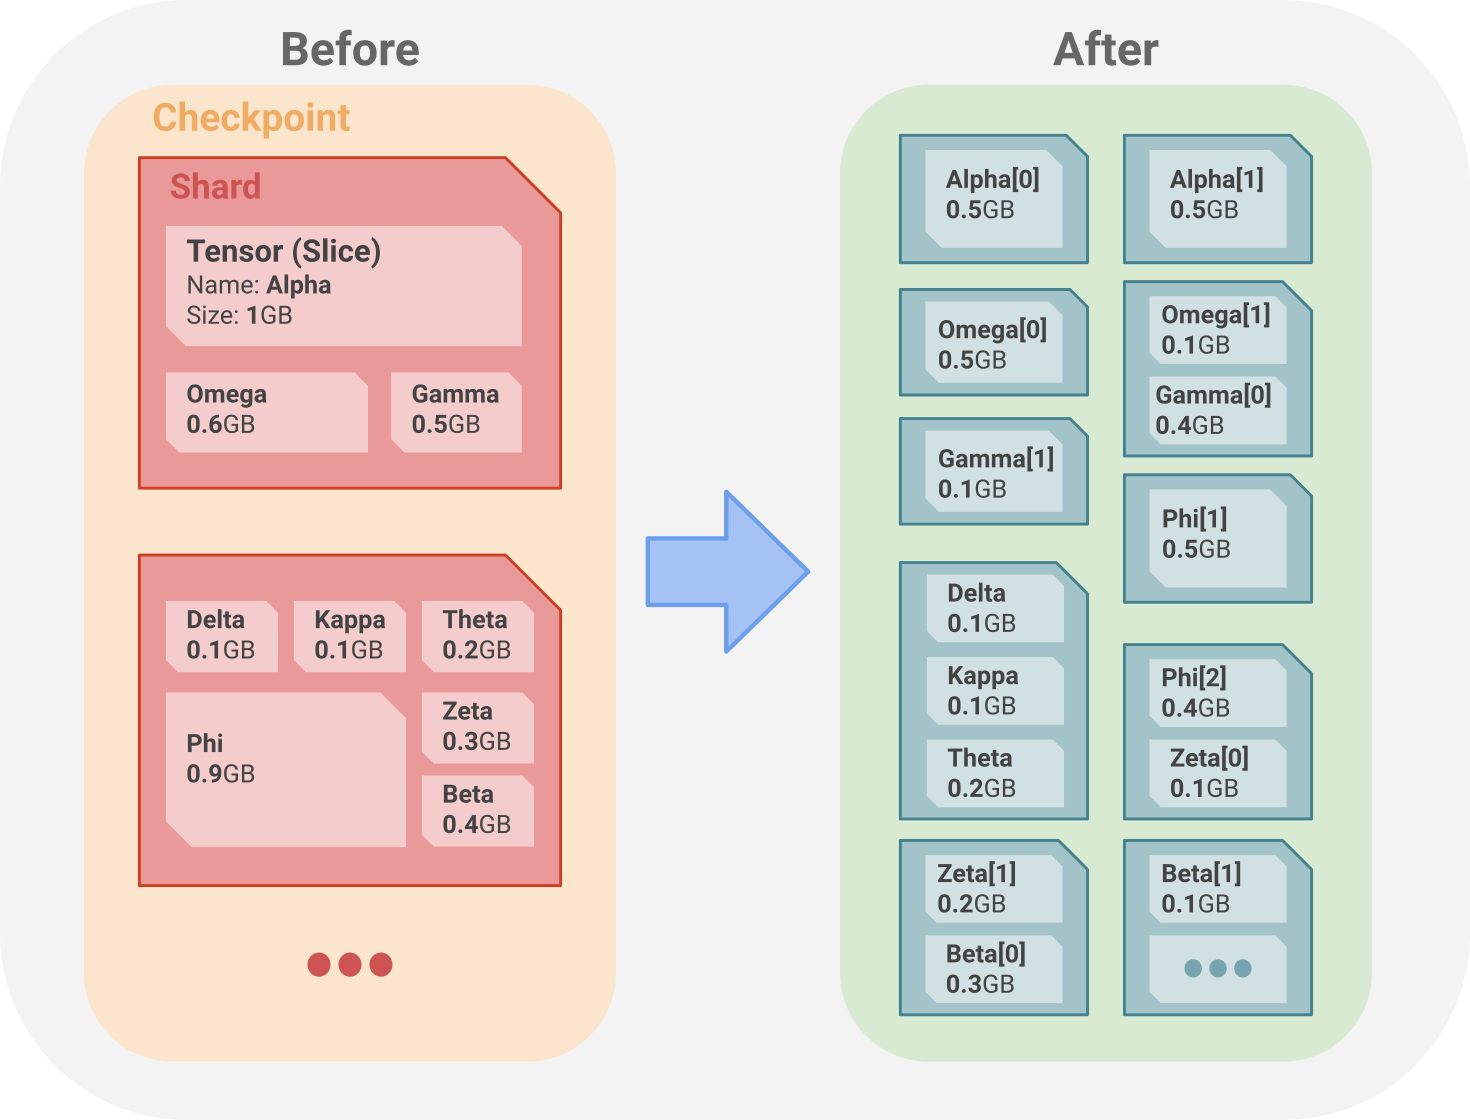 Before
Checkpoint
Shard
Tensor (Slice)
Name: Alpha
Size: 1GB
Omega
0.6GB
Gamma
0.5GB
Delta
0.1GB
Kappa
0.1GB
Theta
0.2GB
Phi
0.9GB
Zeta
0.3GB
Beta
0.4GB
After
Alpha[0]
0.5GB
Alpha[1]
0.5GB
Omega[0]
0.5GB
Omega[1]
0.1GB
Gamma[0]
0.4GB
Gamma[1]
0.1GB
Phi[1]
0.5GB
Delta
0.1GB
Kappa
0.1GB
Theta
0.2GB
Phi[2]
0.4GB
Zeta[0]
0.1GB
Zeta[1]
0.2GB
Beta[0]
0.3GB
Beta[1]
0.1GB